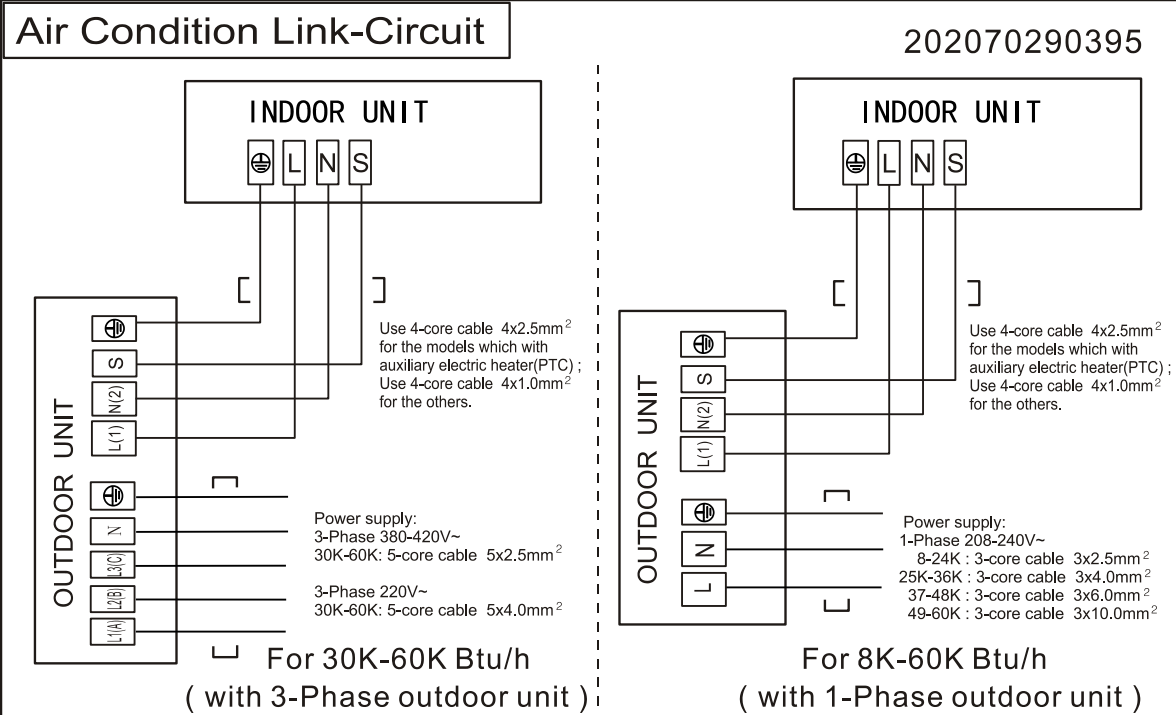 Air Condition Link-Circuit
202070290395
INDOOR UNIT
L N S
Use 4-core cable 4x2.5mm²
for the models which with
auxiliary electric heater(PTC) ;
Use 4-core cable 4x1.0mm²
for the others.
OUTDOOR UNIT
S
N(2)
L(1)
N
L3(C)
L2(B)
L1(A)
Power supply:
3-Phase 380-420V~
30K-60K: 5-core cable 5x2.5mm²
3-Phase 220V~
30K-60K: 5-core cable 5x4.0mm²
For 30K-60K Btu/h
( with 3-Phase outdoor unit )
INDOOR UNIT
L N S
Use 4-core cable 4x2.5mm²
for the models which with
auxiliary electric heater(PTC) ;
Use 4-core cable 4x1.0mm²
for the others.
OUTDOOR UNIT
S
N(2)
L(1)
N
L
Power supply:
1-Phase 208-240V~
8-24K : 3-core cable 3x2.5mm²
25K-36K : 3-core cable 3x4.0mm²
37-48K : 3-core cable 3x6.0mm²
49-60K : 3-core cable 3x10.0mm²
For 8K-60K Btu/h
( with 1-Phase outdoor unit )